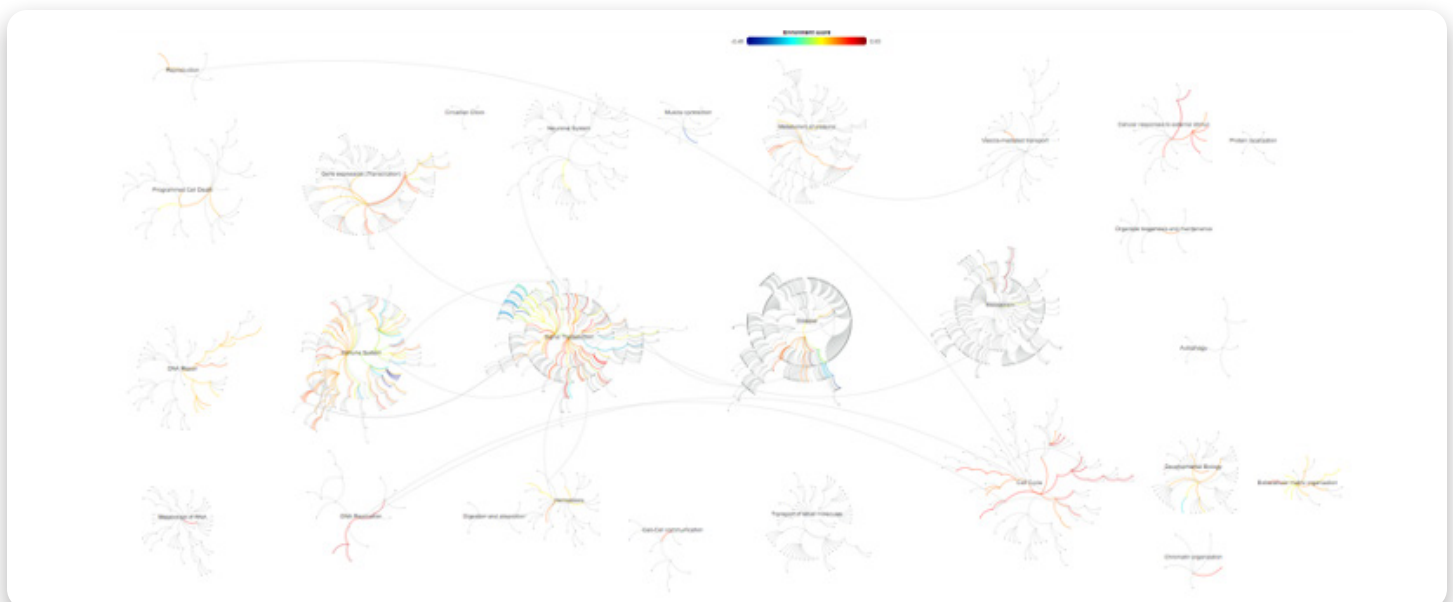 Enrichment score
Reproduction
Circadian Clock
Neuronal System
Muscle contraction
Metabolism of proteins
Vesicle-mediated transport
Cellular responses to external stimuli
Protein localization
Programmed Cell Death
Gene expression (Transcription)
Organelle biogenesis and maintenance
DNA Repair
Immune System
Signal Transduction
Disease
Metabolism
Autophagy
Metabolism of RNA
DNA Replication
Digestion and absorption
Hemostasis
Cell-Cell communication
Transport of small molecules
Cell Cycle
Developmental Biology
Extracellular matrix organization
Chromatin organization